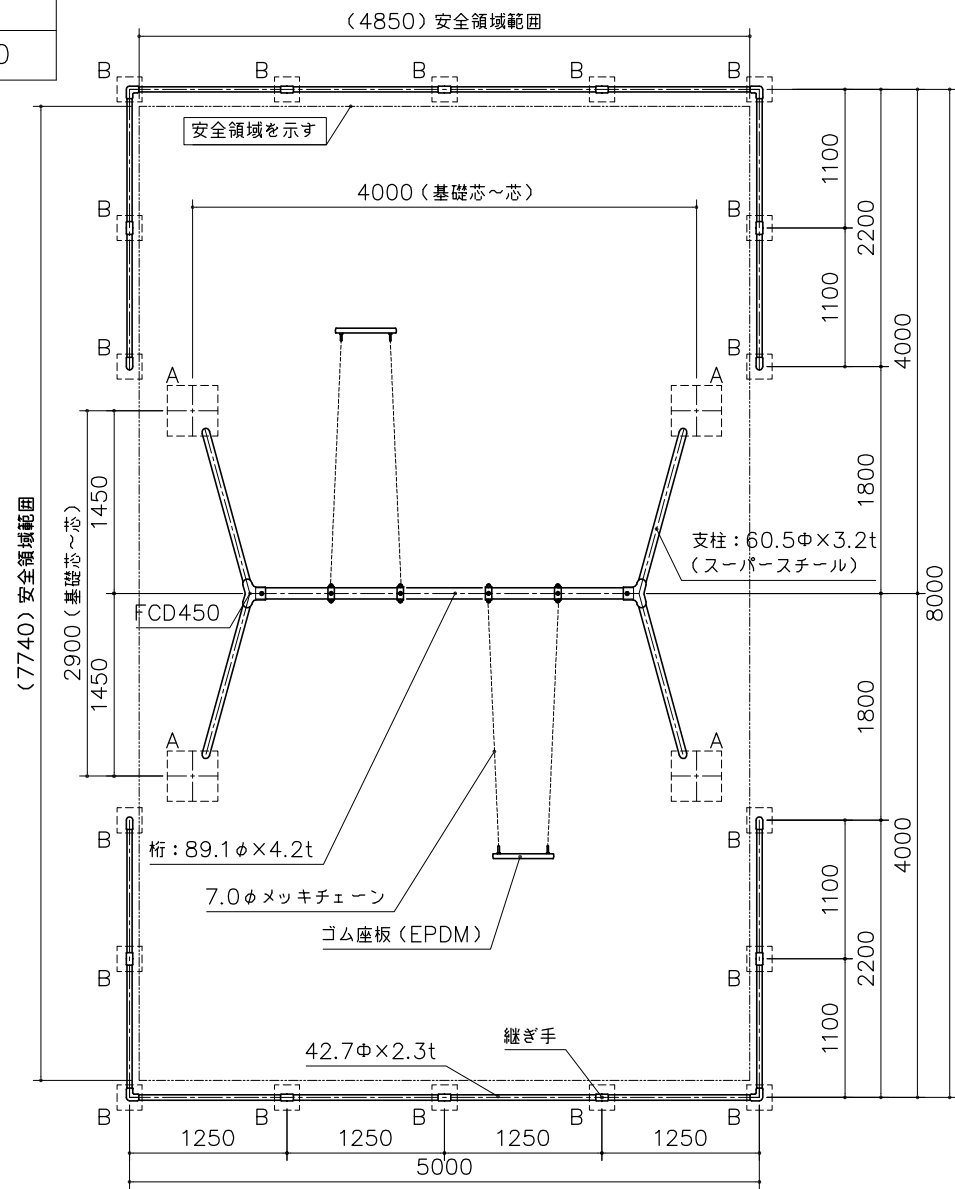 0
(4850) 安全領域範囲
B B B B B
安全領域を示す
4000 (基礎芯～芯)
1100
2200
1100
4000
B B
B B
A A
(7740) 安全領域範囲
2900 (基礎芯～芯)
1450
1450
1800
支柱：60.5Φ×3.2t
(スーパースチール)
FCD450
8000
1800
A A
B B
桁：89.1φ×4.2t
7.0φメッキチェーン
ゴム座板 (EPDM)
4000
1100
2200
1100
B B
継ぎ手
42.7Φ×2.3t
B B B B B
1250 1250 1250 1250
5000